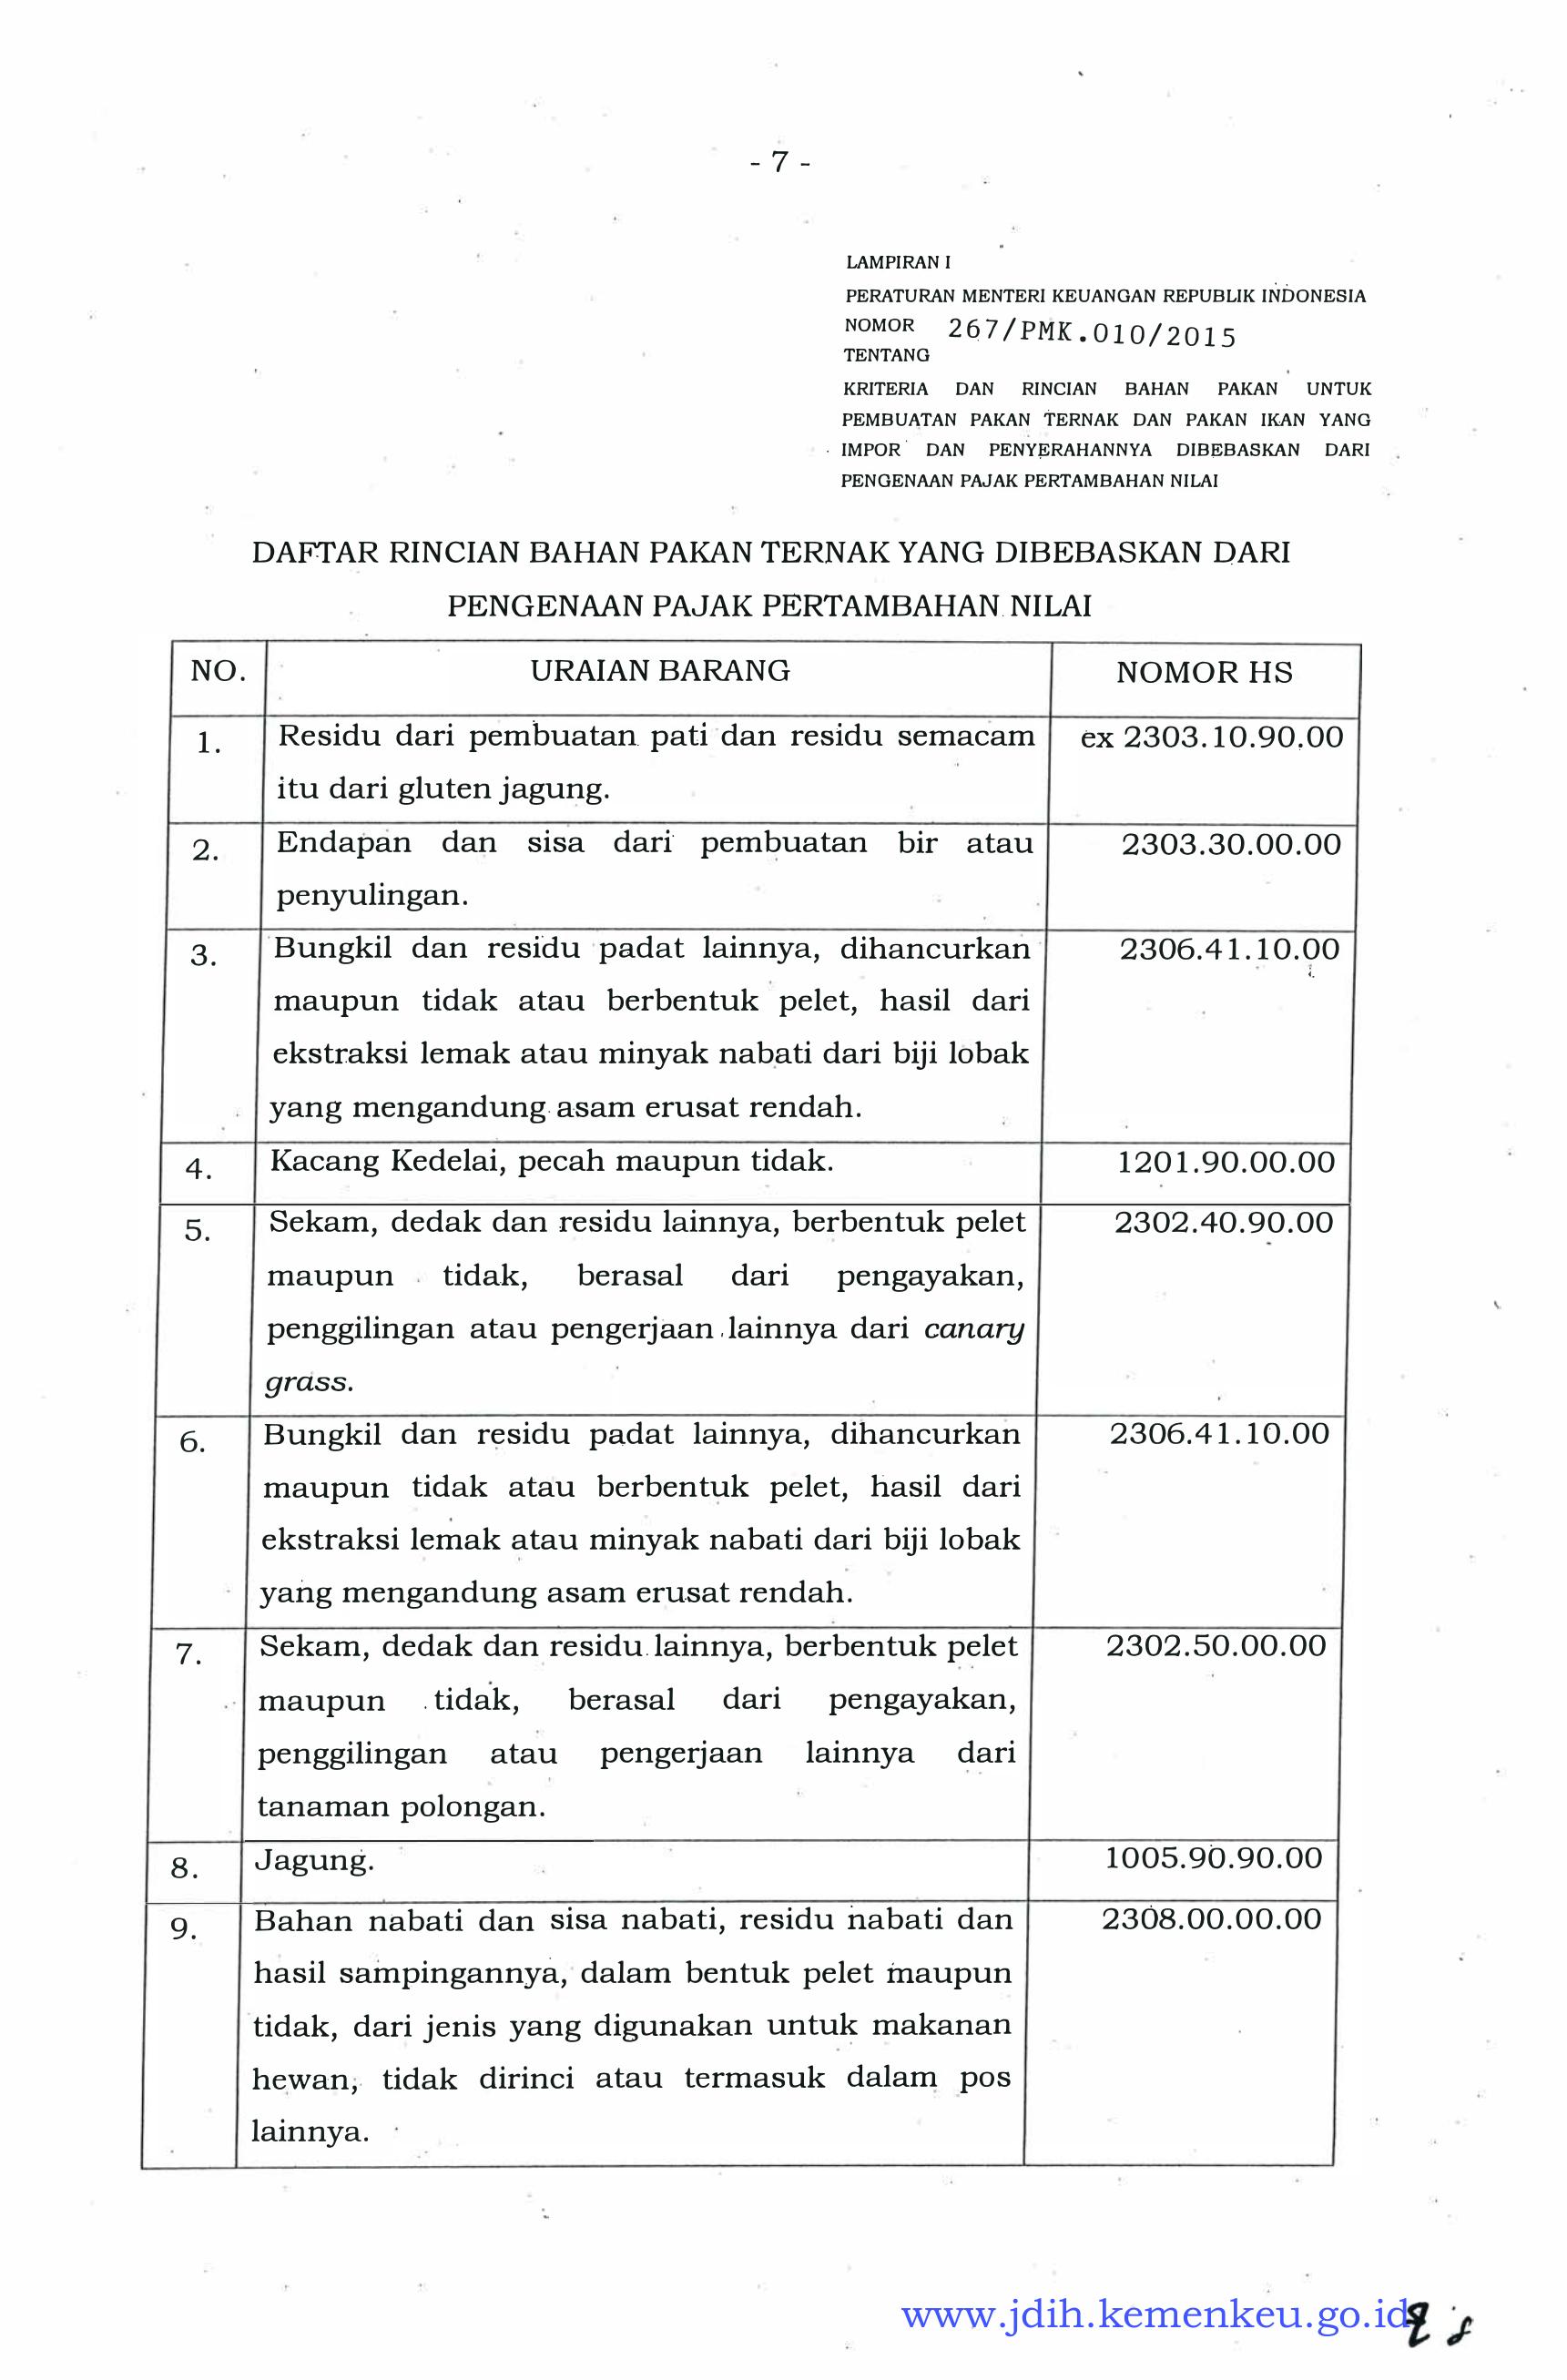 - 7 -
LAMPIRAN I
PERATURAN MENTERI KEUANGAN REPUBLIK INDONESIA
NOMOR 267/PMK.010/2015
TENTANG
KRITERIA DAN RINCIAN BAHAN PAKAN UNTUK
PEMBUATAN PAKAN TERNAK DAN PAKAN IKAN YANG
IMPOR DAN PENYERAHANNYA DIBEBASKAN DARI
PENGENAAN PAJAK PERTAMBAHAN NILAI
DAFTAR RINCIAN BAHAN PAKAN TERNAK YANG DIBEBASKAN DARI
PENGENAAN PAJAK PERTAMBAHAN NILAI
NO. URAIAN BARANG NOMOR HS
1. Residu dari pembuatan pati dan residu semacam ex 2303.10.90.00
itu dari gluten jagung.
2. Endapan dan sisa dari pembuatan bir atau 2303.30.00.00
penyulingan.
3. Bungkil dan residu padat lainnya, dihancurkan 2306.41.10.00
maupun tidak atau berbentuk pelet, hasil dari
ekstraksi lemak atau minyak nabati dari biji lobak
yang mengandung asam erusat rendah.
4. Kacang Kedelai, pecah maupun tidak. 1201.90.00.00
5. Sekam, dedak dan residu lainnya, berbentuk pelet 2302.40.90.00
maupun tidak, berasal dari pengayakan,
penggilingan atau pengerjaan lainnya dari canary
grass.
6. Bungkil dan residu padat lainnya, dihancurkan 2306.41.10.00
maupun tidak atau berbentuk pelet, hasil dari
ekstraksi lemak atau minyak nabati dari biji lobak
yang mengandung asam erusat rendah.
7. Sekam, dedak dan residu lainnya, berbentuk pelet 2302.50.00.00
maupun tidak, berasal dari pengayakan,
penggilingan atau pengerjaan lainnya dari
tanaman polongan.
8. Jagung. 1005.90.90.00
9. Bahan nabati dan sisa nabati, residu nabati dan 2308.00.00.00
hasil sampingannya, dalam bentuk pelet maupun
tidak, dari jenis yang digunakan untuk makanan
hewan, tidak dirinci atau termasuk dalam pos
lainnya.
www.jdih.kemenkeu.go.id